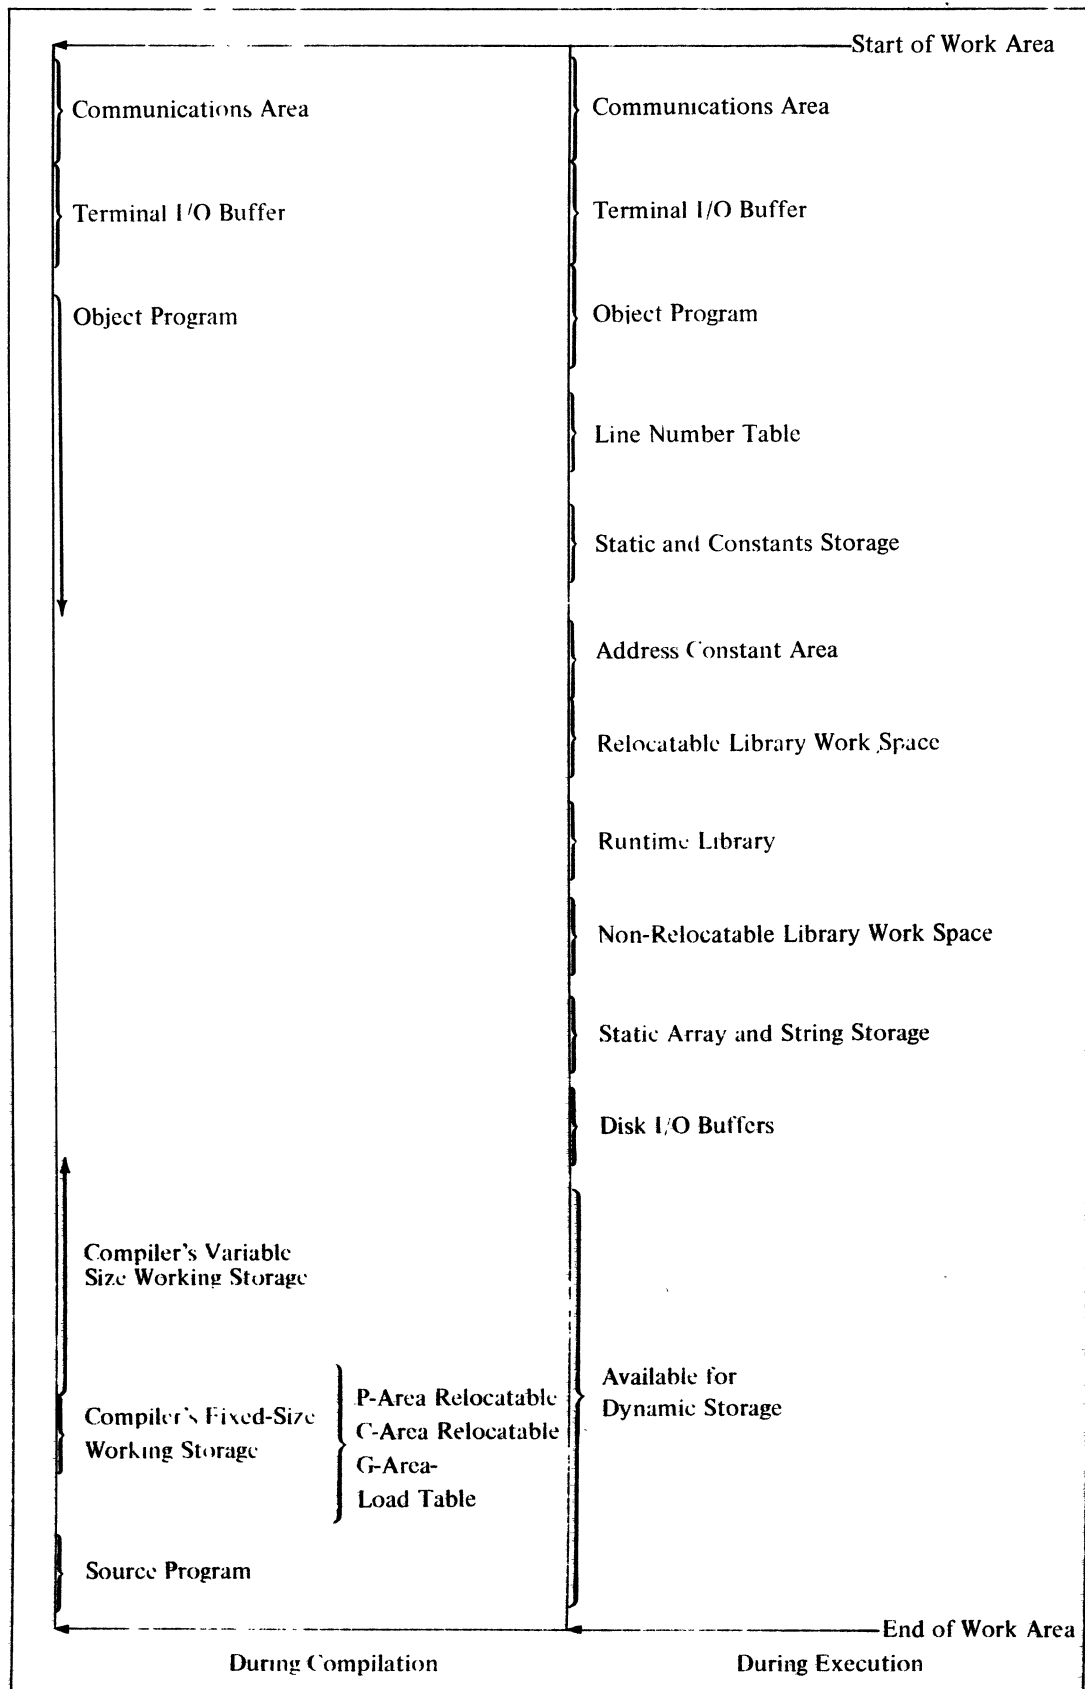 Start of Work Area
Communications Area
Terminal I/O Buffer
Object Program
Compiler's Variable
Size Working Storage
Compiler's Fixed-Size
Working Storage
P-Area Relocatable
C-Area Relocatable
G-Area-
Load Table
Source Program
During Compilation
Communications Area
Terminal I/O Buffer
Object Program
Line Number Table
Static and Constants Storage
Address Constant Area
Relocatable Library Work Space
Runtime Library
Non-Relocatable Library Work Space
Static Array and String Storage
Disk I/O Buffers
Available for
Dynamic Storage
End of Work Area
During Execution